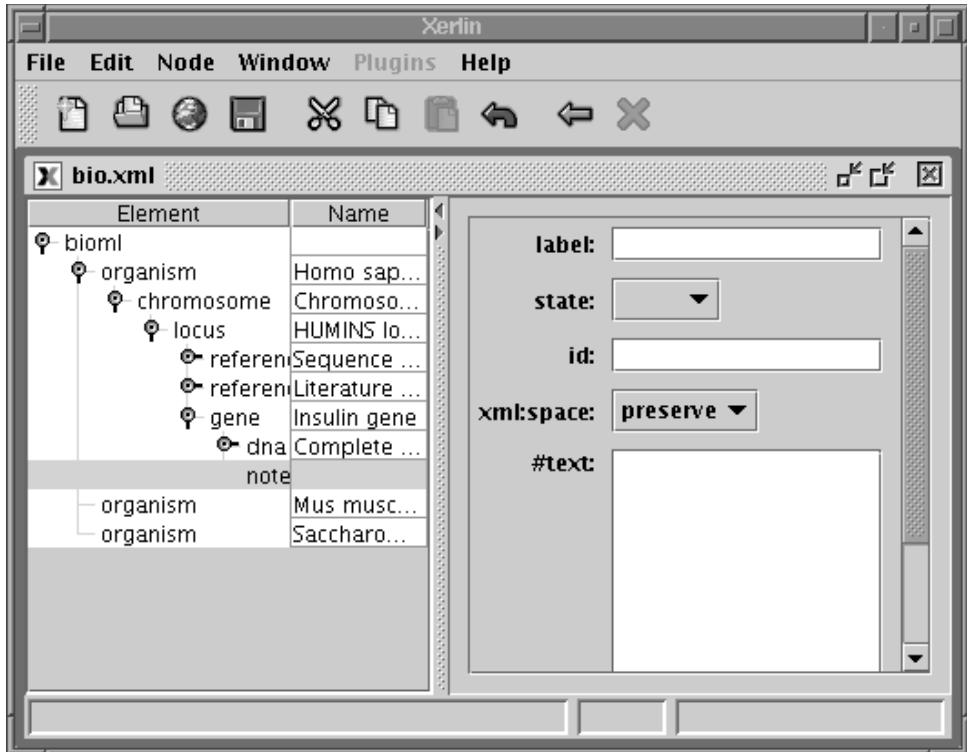 Xerlin
File Edit Node Window Plugins Help
bio.xml
Element Name
bioml
organism Homo sap...
chromosome Chromoso...
locus HUMINS lo...
referen Sequence ...
referen Literature ...
gene Insulin gene
dna Complete ...
note
organism Mus musc...
organism Saccharo...
label:
state:
id:
xml:space: preserve
#text: